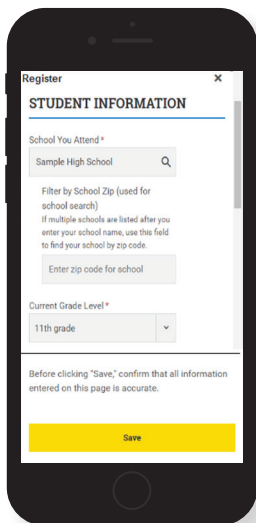 Register ×
STUDENT INFORMATION
School You Attend *
Sample High School
Filter by School Zip (used for
school search)
If multiple schools are listed after you
enter your school name, use this field
to find your school by zip code.
Enter zip code for school
Current Grade Level *
11th grade
Before clicking "Save," confirm that all information
entered on this page is accurate.
Save